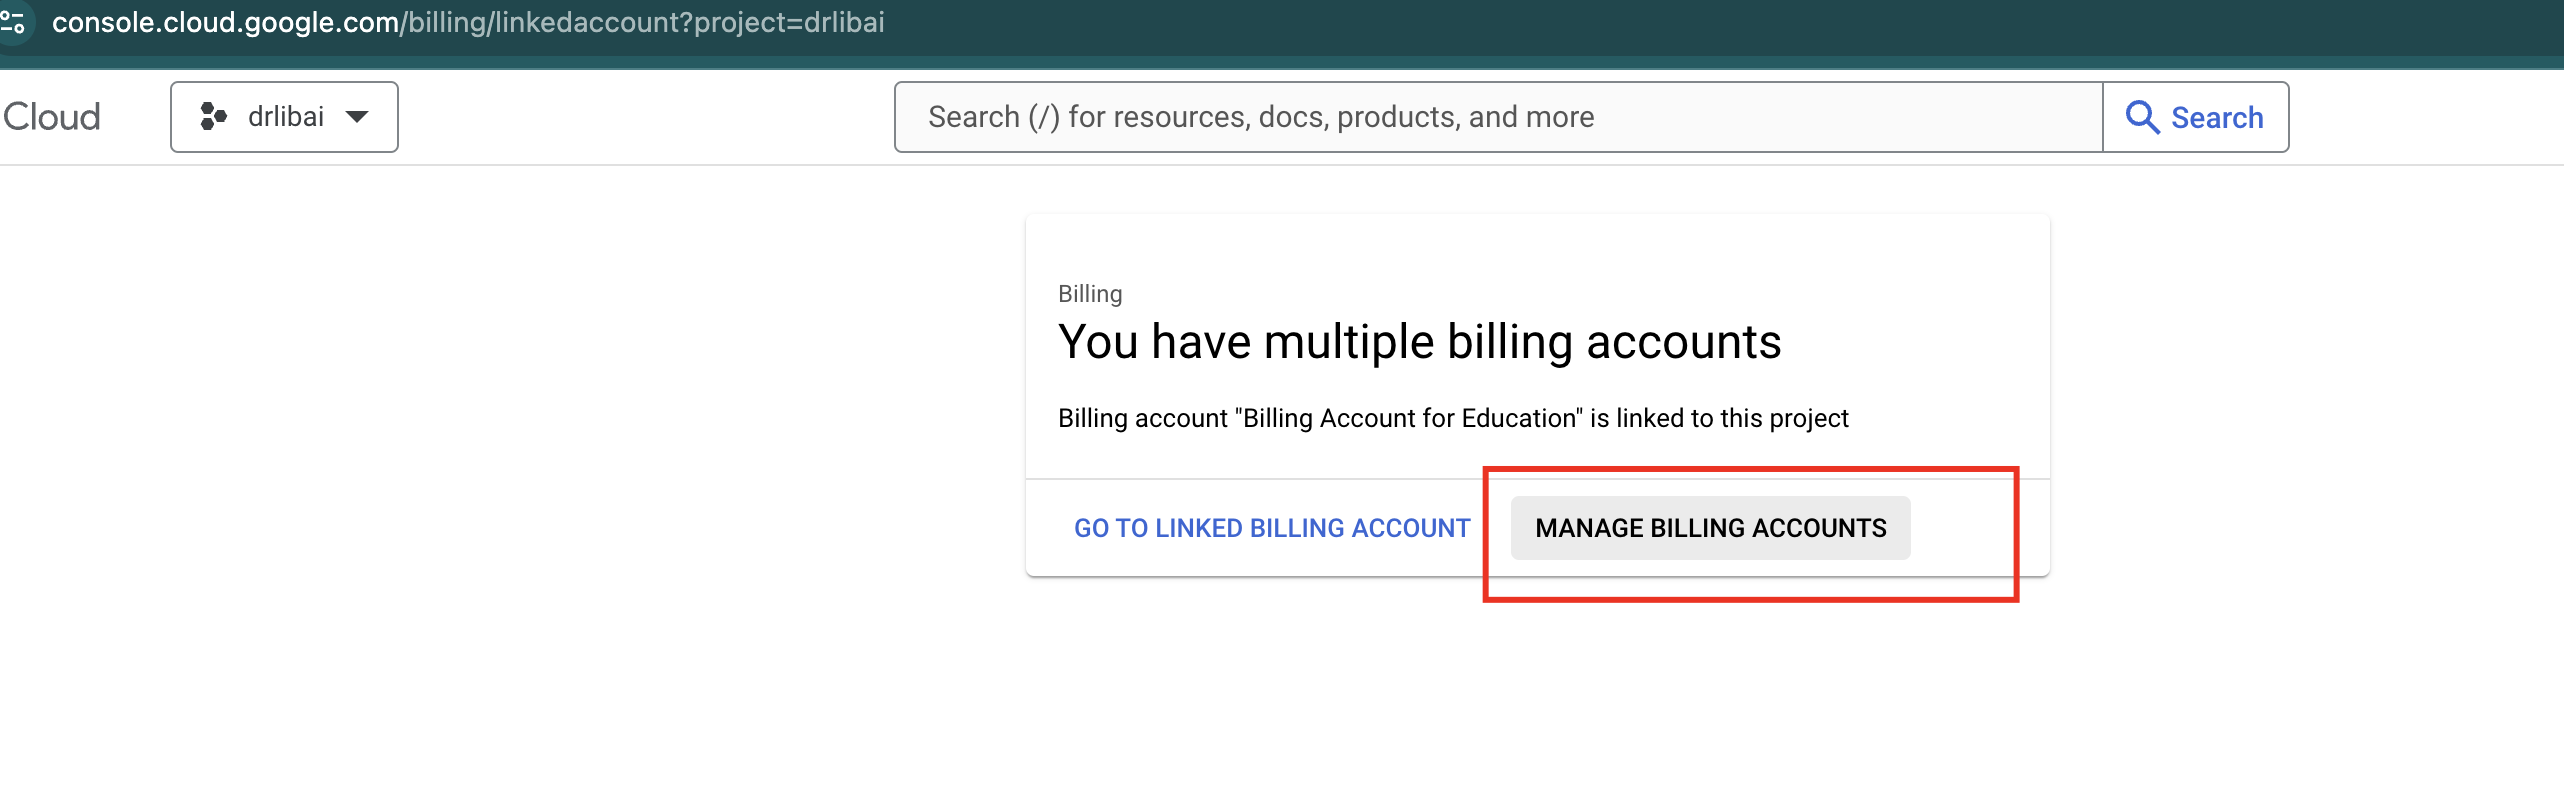 console.cloud.google.com/billing/linkedaccount?project=drlibai
Cloud
drlibai
Search (/) for resources, docs, products, and more
Search
Billing
You have multiple billing accounts
Billing account "Billing Account for Education" is linked to this project
GO TO LINKED BILLING ACCOUNT
MANAGE BILLING ACCOUNTS